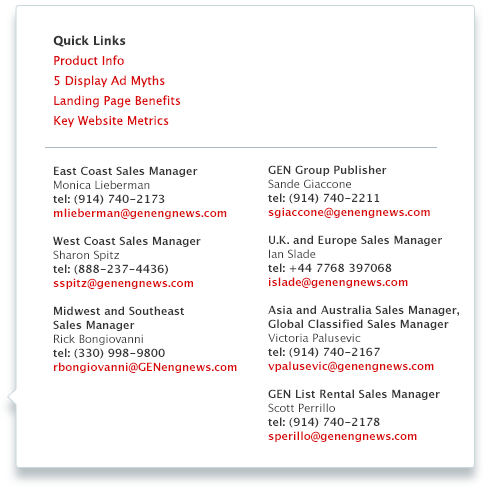 Quick Links
Product Info
5 Display Ad Myths
Landing Page Benefits
Key Website Metrics
East Coast Sales Manager
Monica Lieberman
tel: (914) 740-2173
mlieberman@genengnews.com
West Coast Sales Manager
Sharon Spitz
tel: (888-237-4436)
sspitz@genengnews.com
Midwest and Southeast
Sales Manager
Rick Bongiovanni
tel: (330) 998-9800
rbongiovanni@GENengnews.com
GEN Group Publisher
Sande Giaccone
tel: (914) 740-2211
sgiaccone@genengnews.com
U.K. and Europe Sales Manager
Ian Slade
tel: +44 7768 397068
islade@genengnews.com
Asia and Australia Sales Manager,
Global Classified Sales Manager
Victoria Palusevic
tel: (914) 740-2167
vpalusevic@genengnews.com
GEN List Rental Sales Manager
Scott Perrillo
tel: (914) 740-2178
sperillo@genengnews.com